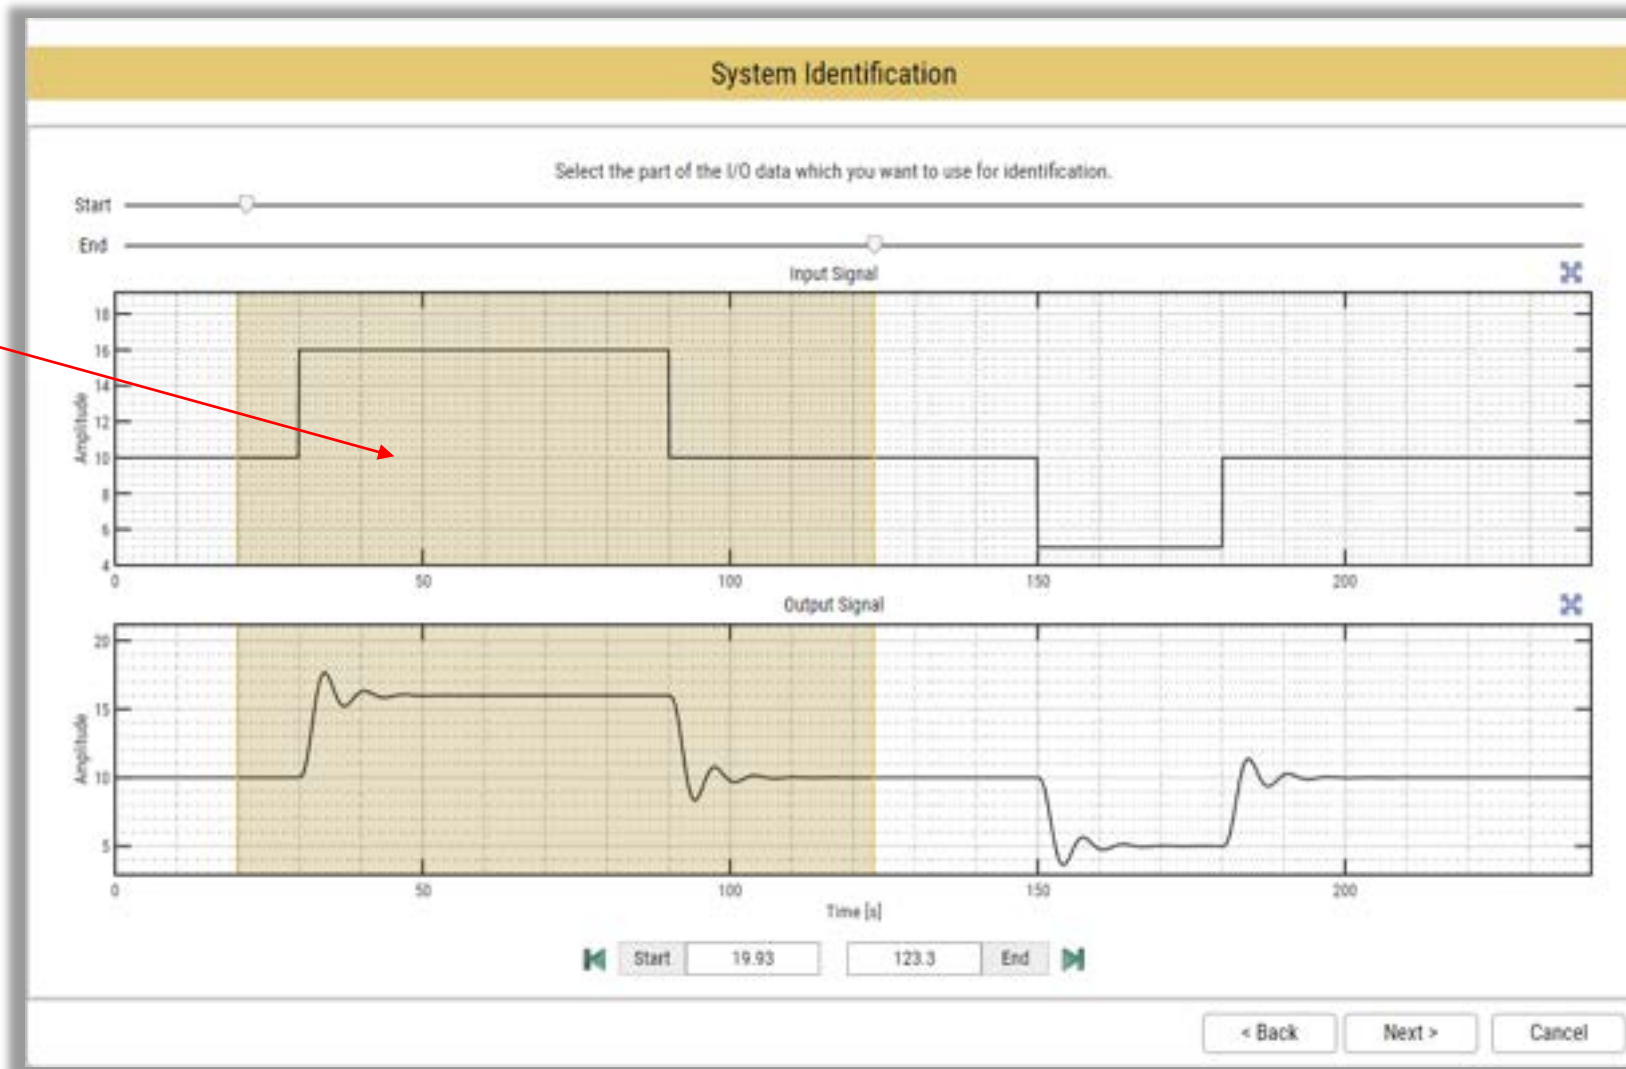 System Identification
Select the part of the I/O data which you want to use for identification.
Start
End
Input Signal
18
16
14
12
10
8
6
4
Amplitude
0 50 100 150 200
Output Signal
20
15
10
5
Amplitude
0 50 100 150 200
Time [s]
Start 19.93 123.3 End
< Back Next > Cancel